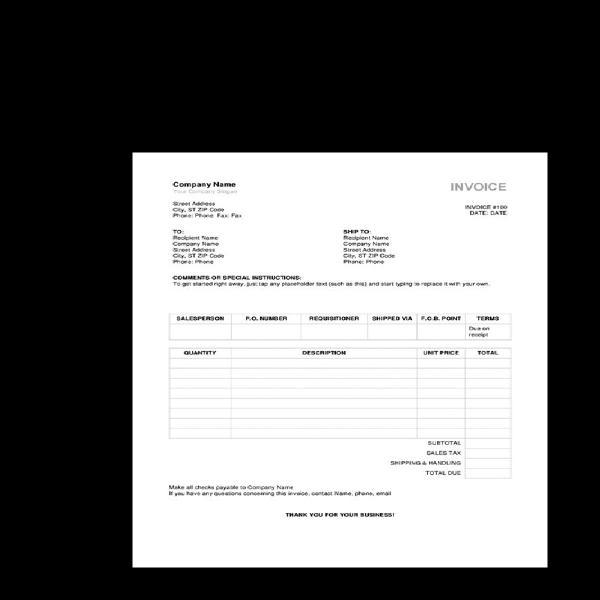 Company Name
Your Company Slogan
INVOICE
Street Address
City, ST ZIP Code
Phone: Phone Fax: Fax
INVOICE #100
DATE: DATE
TO:
Recipient Name
Company Name
Street Address
City, ST ZIP Code
Phone: Phone
SHIP TO:
Recipient Name
Company Name
Street Address
City, ST ZIP Code
Phone: Phone
COMMENTS OR SPECIAL INSTRUCTIONS:
To get started right away, just tap any placeholder text (such as this) and start typing to replace it with your own.
SALESPERSON P.O. NUMBER REQUISITIONER SHIPPED VIA F.O.B. POINT TERMS
Due on
receipt
QUANTITY DESCRIPTION UNIT PRICE TOTAL
SUBTOTAL
SALES TAX
SHIPPING & HANDLING
TOTAL DUE
Make all checks payable to Company Name
If you have any questions concerning this invoice, contact Name, phone, email
THANK YOU FOR YOUR BUSINESS!